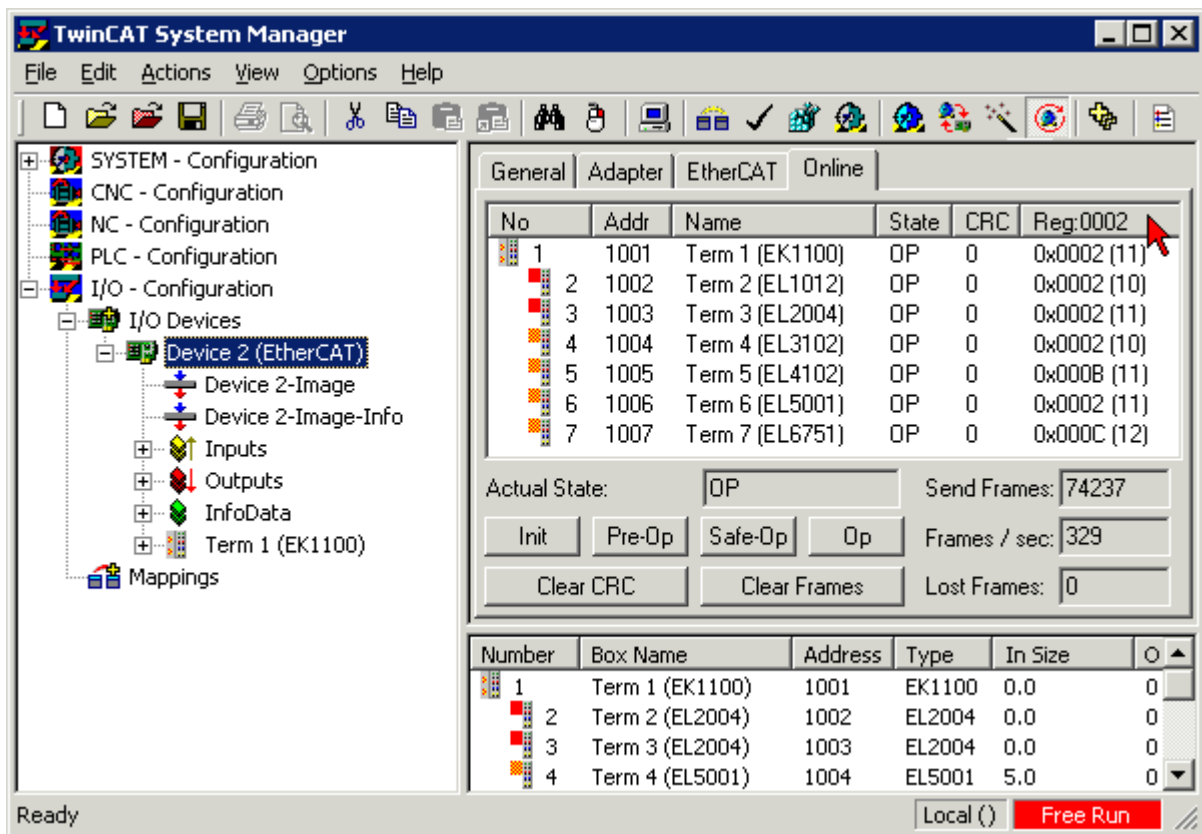 TwinCAT System Manager
File Edit Actions View Options Help
SYSTEM - Configuration
CNC - Configuration
NC - Configuration
PLC - Configuration
I/O - Configuration
I/O Devices
Device 2 (EtherCAT)
Device 2-Image
Device 2-Image-Info
Inputs
Outputs
InfoData
Term 1 (EK1100)
Mappings
General Adapter EtherCAT Online
No Addr Name State CRC Reg:0002
1 1001 Term 1 (EK1100) OP 0 0x0002 (11)
2 1002 Term 2 (EL1012) OP 0 0x0002 (10)
3 1003 Term 3 (EL2004) OP 0 0x0002 (11)
4 1004 Term 4 (EL3102) OP 0 0x0002 (10)
5 1005 Term 5 (EL4102) OP 0 0x000B (11)
6 1006 Term 6 (EL5001) OP 0 0x0002 (11)
7 1007 Term 7 (EL6751) OP 0 0x000C (12)
Actual State: OP Send Frames: 74237
Init Pre-Op Safe-Op Op Frames / sec: 329
Clear CRC Clear Frames Lost Frames: 0
Number Box Name Address Type In Size O
1 Term 1 (EK1100) 1001 EK1100 0.0 0
2 Term 2 (EL2004) 1002 EL2004 0.0 0
3 Term 3 (EL2004) 1003 EL2004 0.0 0
4 Term 4 (EL5001) 1004 EL5001 5.0 0
Ready Local () Free Run